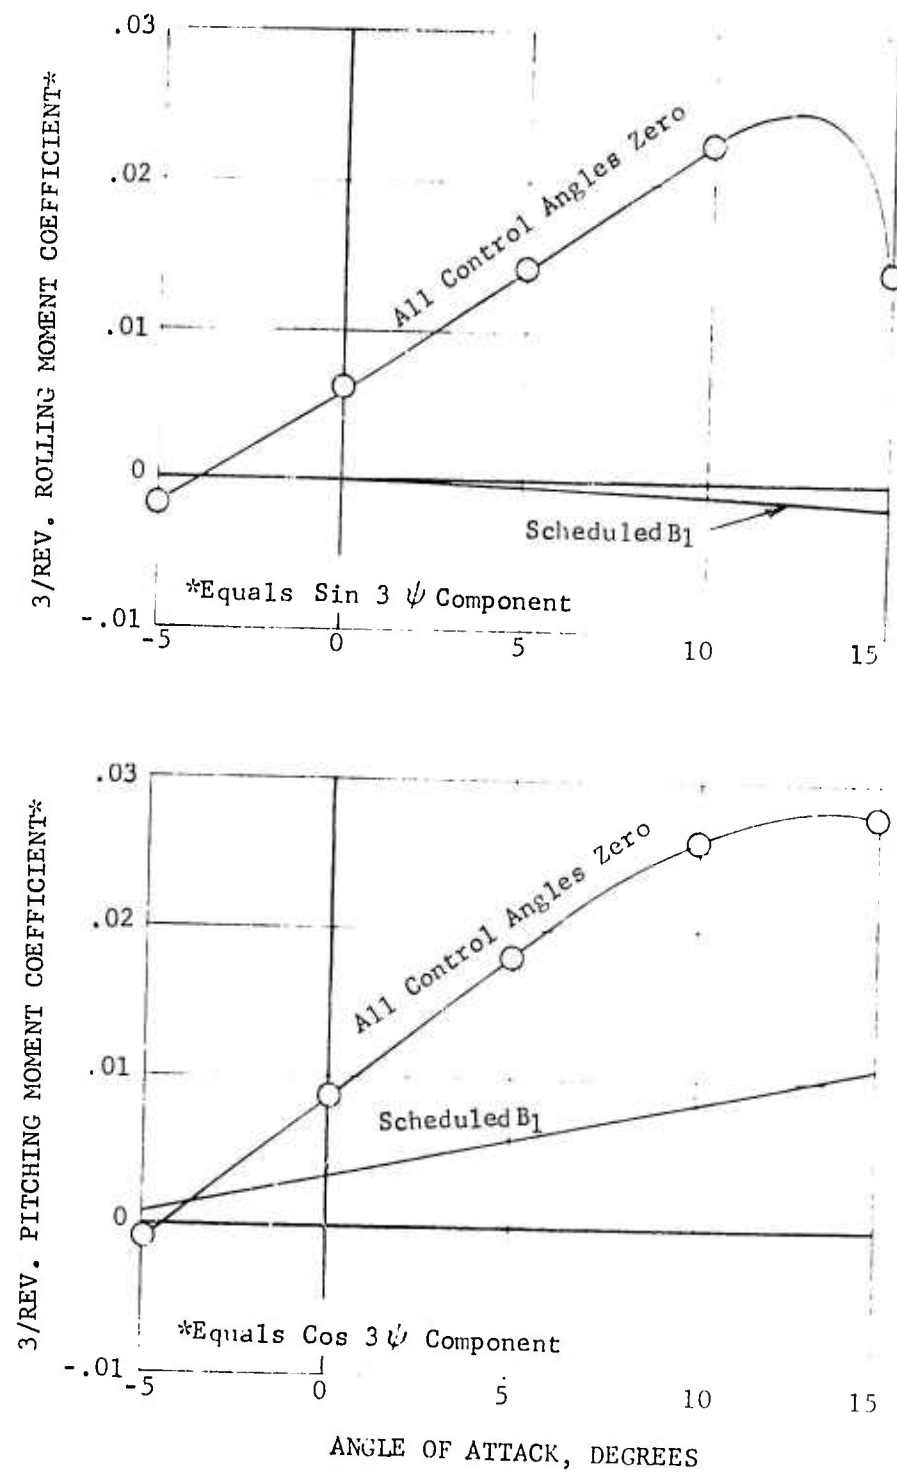 .03
.02
.01
0
-.01
3/REV. ROLLING MOMENT COEFFICIENT*
All Control Angles Zero
Scheduled B1
*Equals Sin 3 ψ Component
-5 0 5 10 15
.03
.02
.01
0
-.01
3/REV. PITCHING MOMENT COEFFICIENT*
All Control Angles Zero
Scheduled B1
*Equals Cos 3 ψ Component
-5 0 5 10 15
ANGLE OF ATTACK, DEGREES